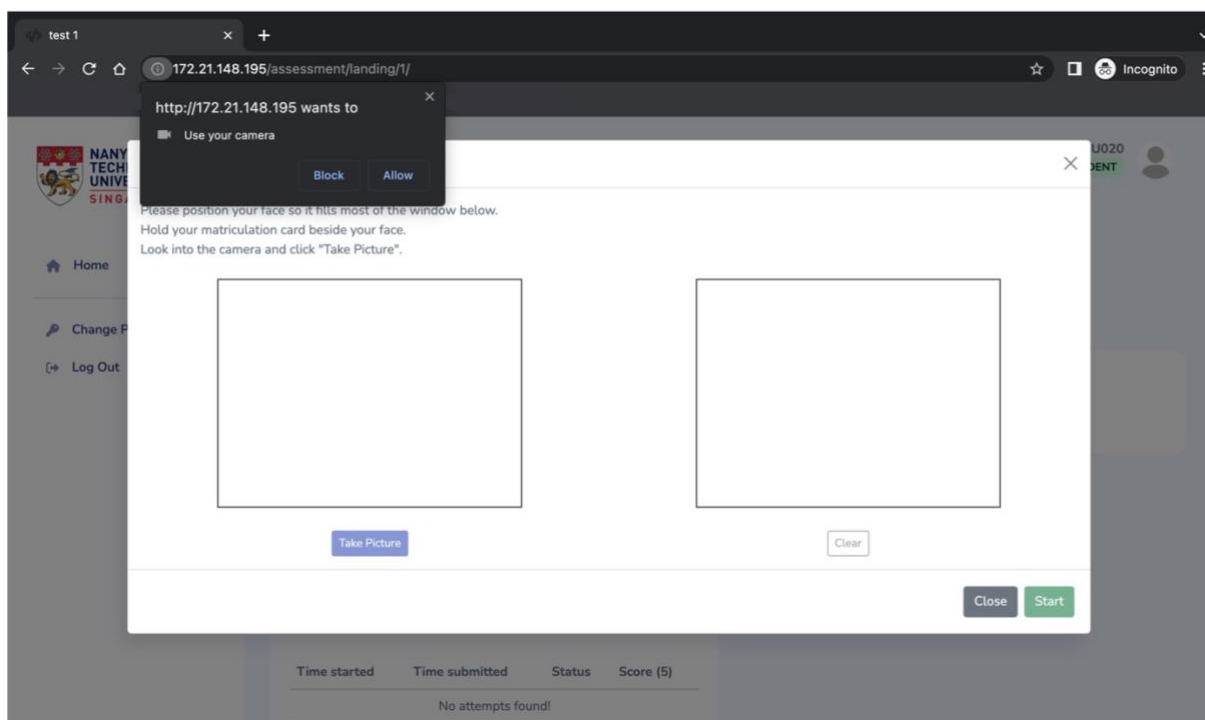 test 1
172.21.148.195/assessment/landing/1/
Incognito
http://172.21.148.195 wants to
Use your camera
Block Allow
NANY
TECH
UNIVE
SINGA
U020
DENT
Please position your face so it fills most of the window below.
Hold your matriculation card beside your face.
Look into the camera and click "Take Picture".
Home
Change P
Log Out
Take Picture Clear
Close Start
Time started Time submitted Status Score (5)
No attempts found!